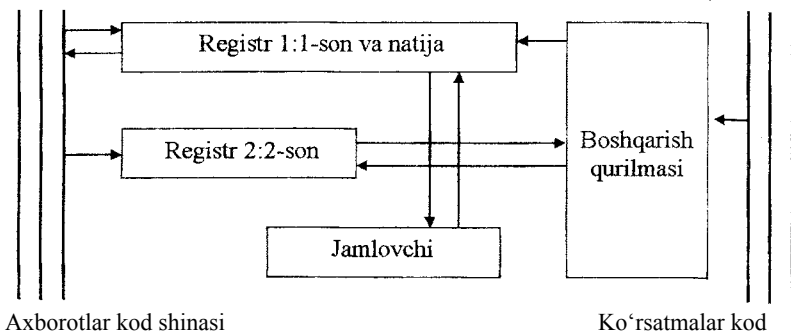 Registr 1:1-son va natija
Registr 2:2-son
Boshqarish
qurilmasi
Jamlovchi
Axborotlar kod shinasi
Ko‘rsatmalar kod